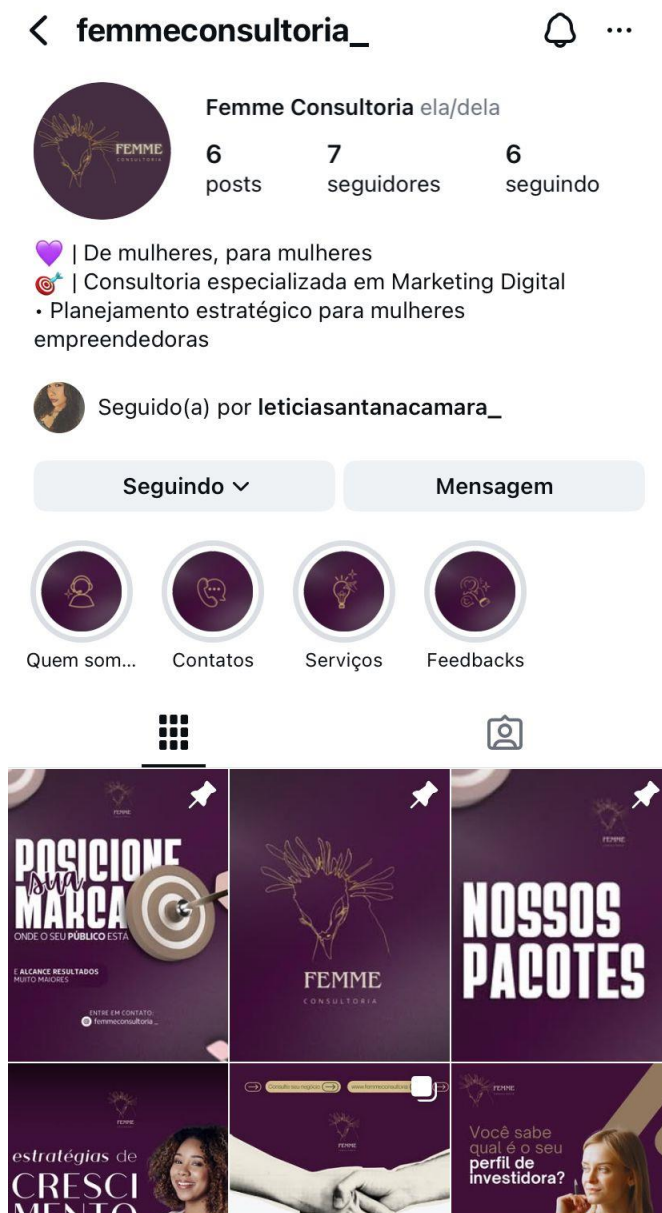 femmeconsultoria_
FEMME
CONSULTORIA
Femme Consultoria ela/dela
6 7 6
posts seguidores seguindo
💜 | De mulheres, para mulheres
🎯 | Consultoria especializada em Marketing Digital
• Planejamento estratégico para mulheres
empreendedoras
Seguido(a) por leticiasantanacamara_
Seguindo
Mensagem
Quem som... Contatos Serviços Feedbacks
FEMME
POSICIONE
sua
MARCA
ONDE O SEU PÚBLICO ESTÁ
E ALCANCE RESULTADOS
MUITO MAIORES
ENTRE EM CONTATO:
femmeconsultoria_
FEMME
CONSULTORIA
FEMME
NOSSOS
PACOTES
FEMME
estratégias de
CRESCI
MENTO
Consulte seu negócio
FEMME
FEMME
Você sabe
qual é o seu
perfil de
investidora?